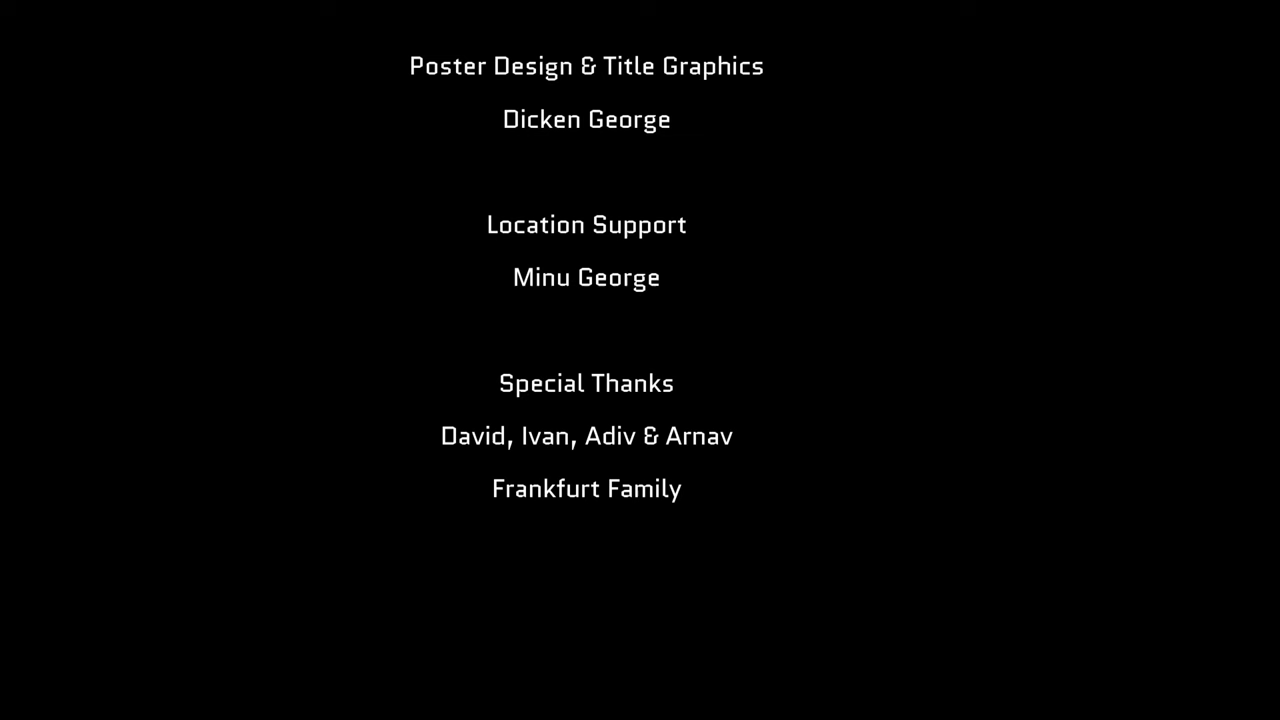 Poster Design & Title Graphics
Dicken George
Location Support
Minu George
Special Thanks
David, Ivan, Adiv & Arnav
Frankfurt Family